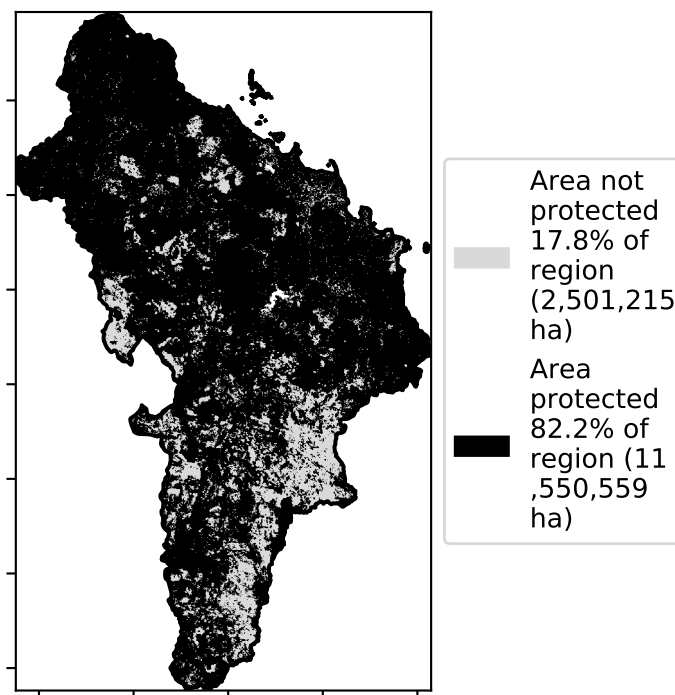 Area not
protected
17.8% of
region
(2,501,215
ha)
Area
protected
82.2% of
region (11
,550,559
ha)